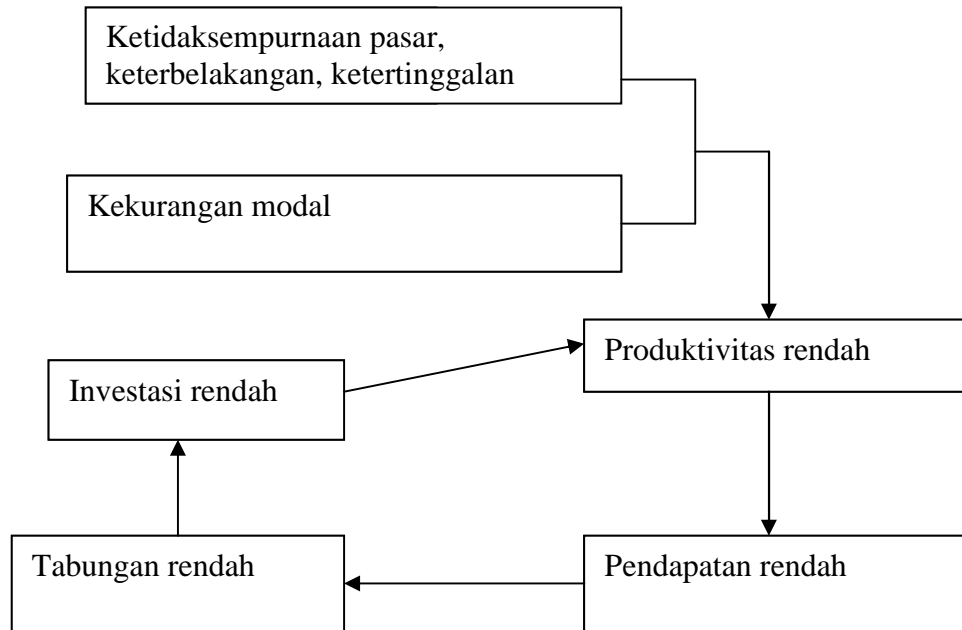 Ketidaksempurnaan pasar,
keterbelakangan, ketertinggalan
Kekurangan modal
Produktivitas rendah
Investasi rendah
Tabungan rendah
Pendapatan rendah